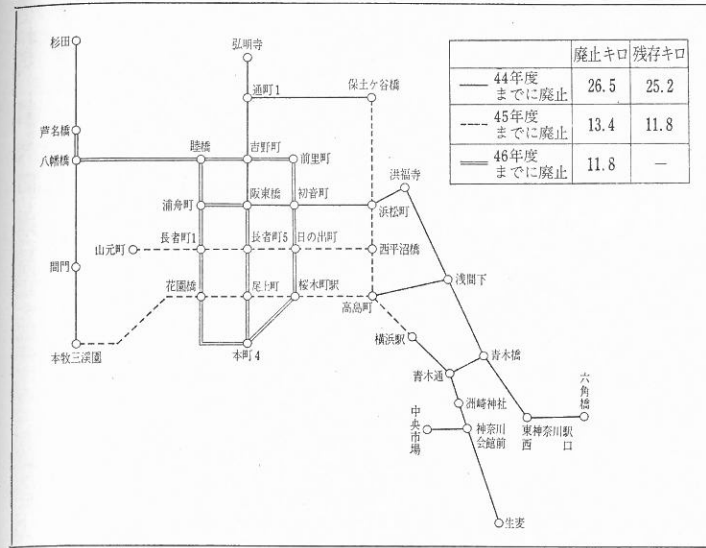 廃止キロ 残存キロ
44年度
までに廃止 26.5 25.2
45年度
までに廃止 13.4 11.8
46年度
までに廃止 11.8 —
杉田
弘明寺
通町1
保土ケ谷橋
芦名橋
八幡橋
睦橋
吉野町
前里町
洪福寺
浦舟町
阪東橋
初音町
浜松町
山元町
長者町1
長者町5
日の出町
西平沼橋
間門
花園橋
尾上町
桜木町駅
高島町
浅間下
本牧三渓園
本町4
横浜駅
青木橋
青木通
洲崎神社
六角橋
中央市場
神奈川
会館前
東神奈川駅
西口
生麦